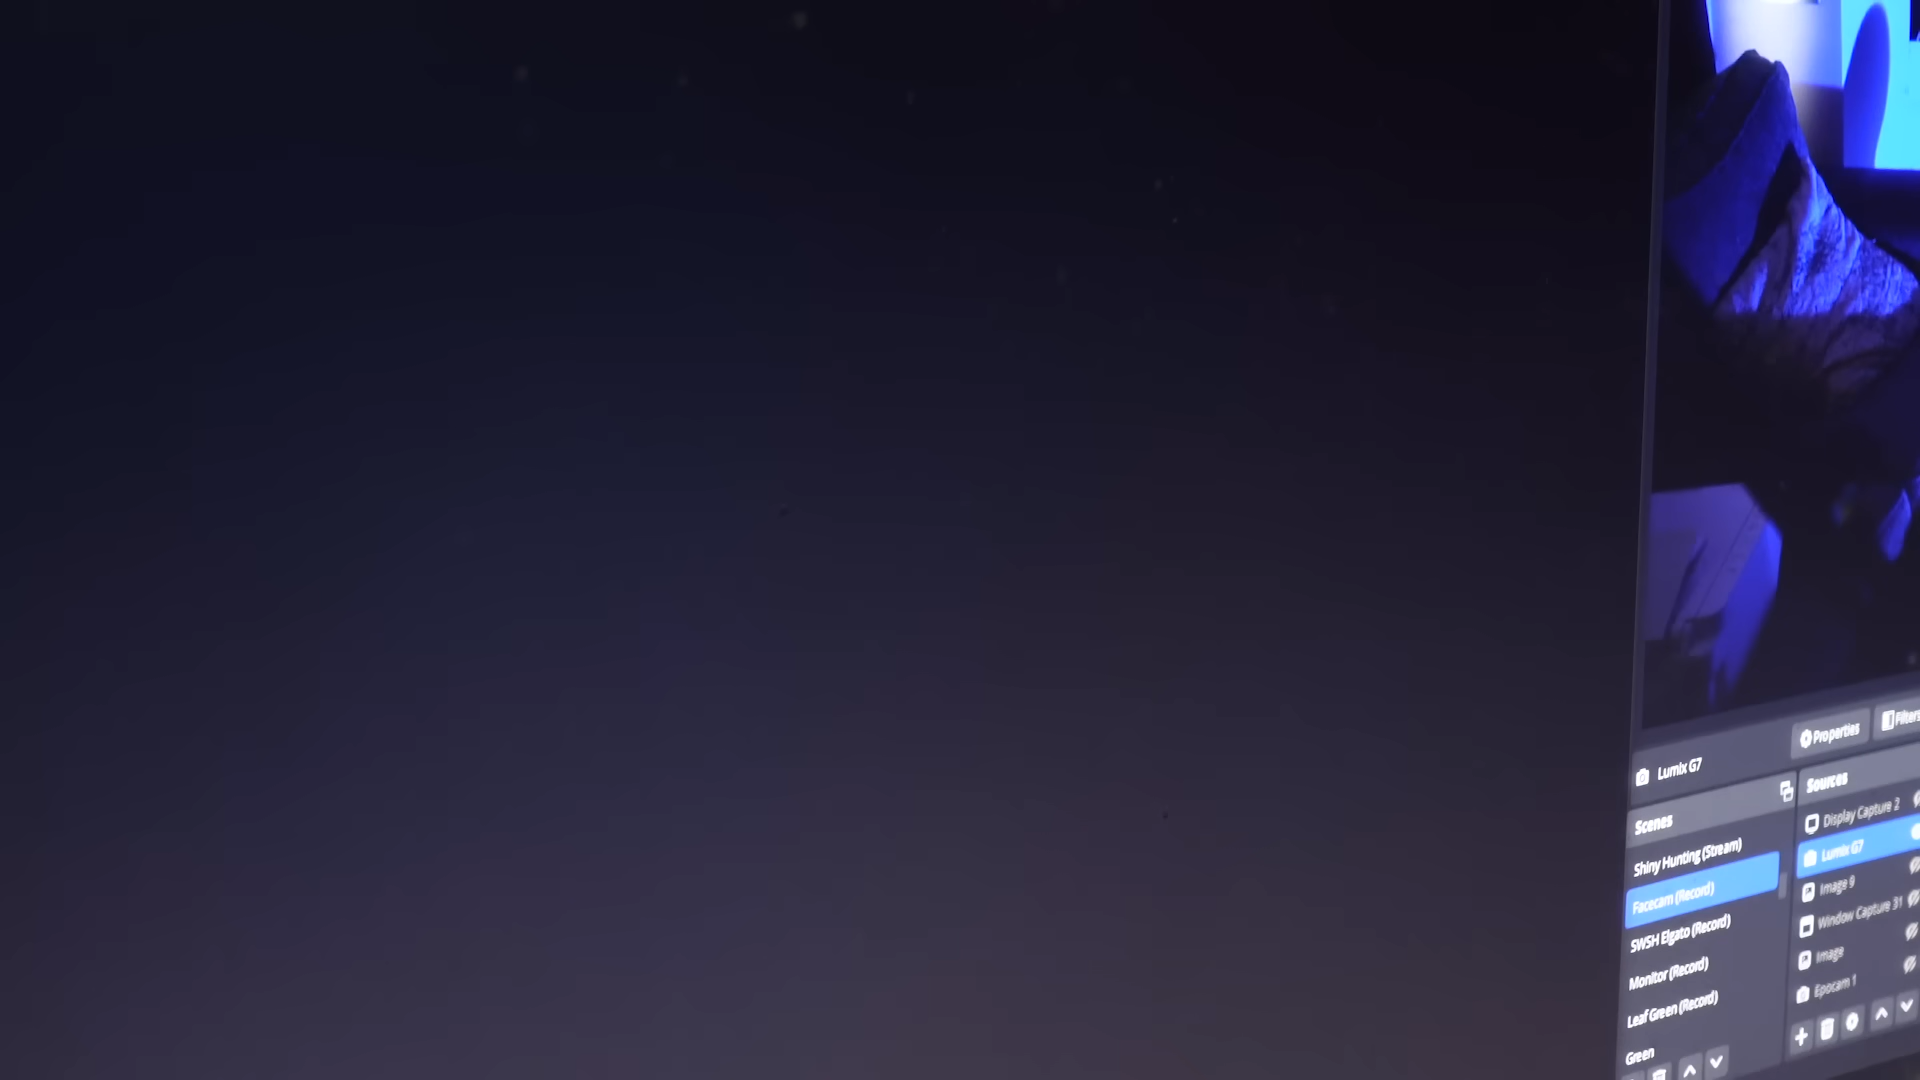 Properties
Filters
Lumix G7
Scenes
Shiny Hunting (Stream)
Facecam (Record)
SWSH Elgato (Record)
Monitor (Record)
Leaf Green (Record)
Green
Sources
Display Capture 2
Lumix G7
Image 9
Window Capture 31
Image
Epocam 1